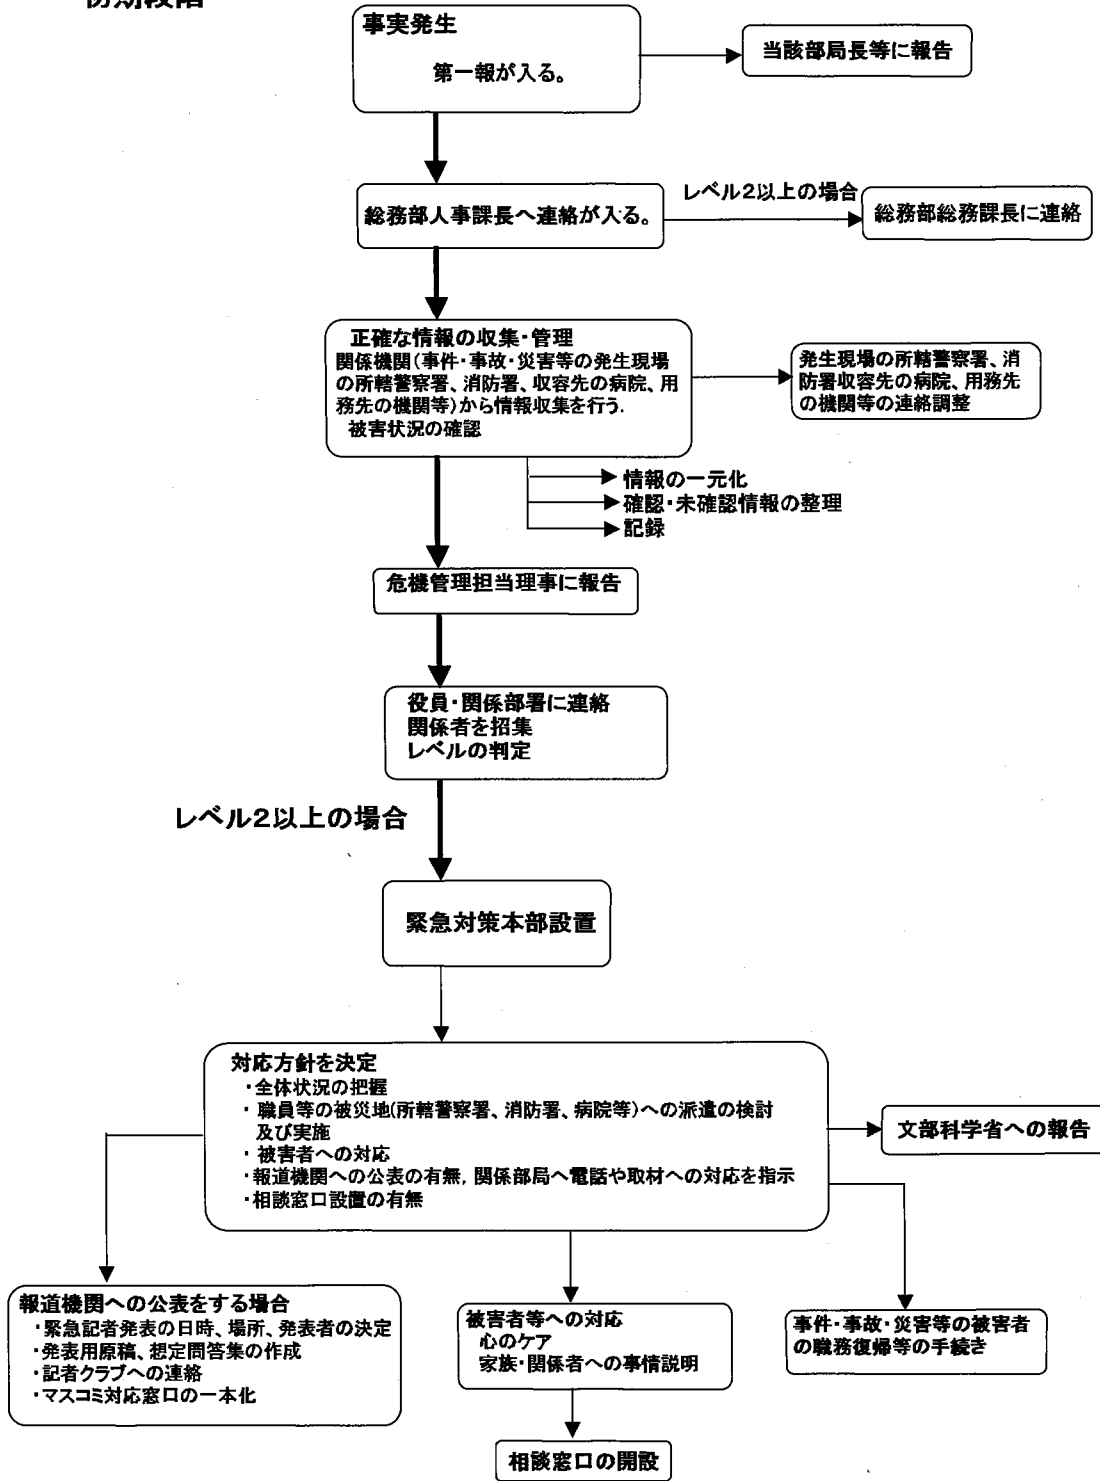 事実発生
第一報が入る。
当該部局長等に報告
総務部人事課長へ連絡が入る。
レベル2以上の場合
総務部総務課長に連絡
正確な情報の収集・管理
関係機関(事件・事故・災害等の発生現場
の所轄警察署、消防署、収容先の病院、用
務先の機関等)から情報収集を行う.
被害状況の確認
発生現場の所轄警察署、消
防署収容先の病院、用務先
の機関等の連絡調整
情報の一元化
確認・未確認情報の整理
記録
危機管理担当理事に報告
役員・関係部署に連絡
関係者を招集
レベルの判定
レベル2以上の場合
緊急対策本部設置
対応方針を決定
・全体状況の把握
・職員等の被災地(所轄警察署、消防署、病院等)への派遣の検討
及び実施
・被害者への対応
・報道機関への公表の有無,関係部局へ電話や取材への対応を指示
・相談窓口設置の有無
文部科学省への報告
報道機関への公表をする場合
・緊急記者発表の日時、場所、発表者の決定
・発表用原稿、想定問答集の作成
・記者クラブへの連絡
・マスコミ対応窓口の一本化
被害者等への対応
心のケア
家族・関係者への事情説明
事件・事故・災害等の被害者
の職務復帰等の手続き
相談窓口の開設